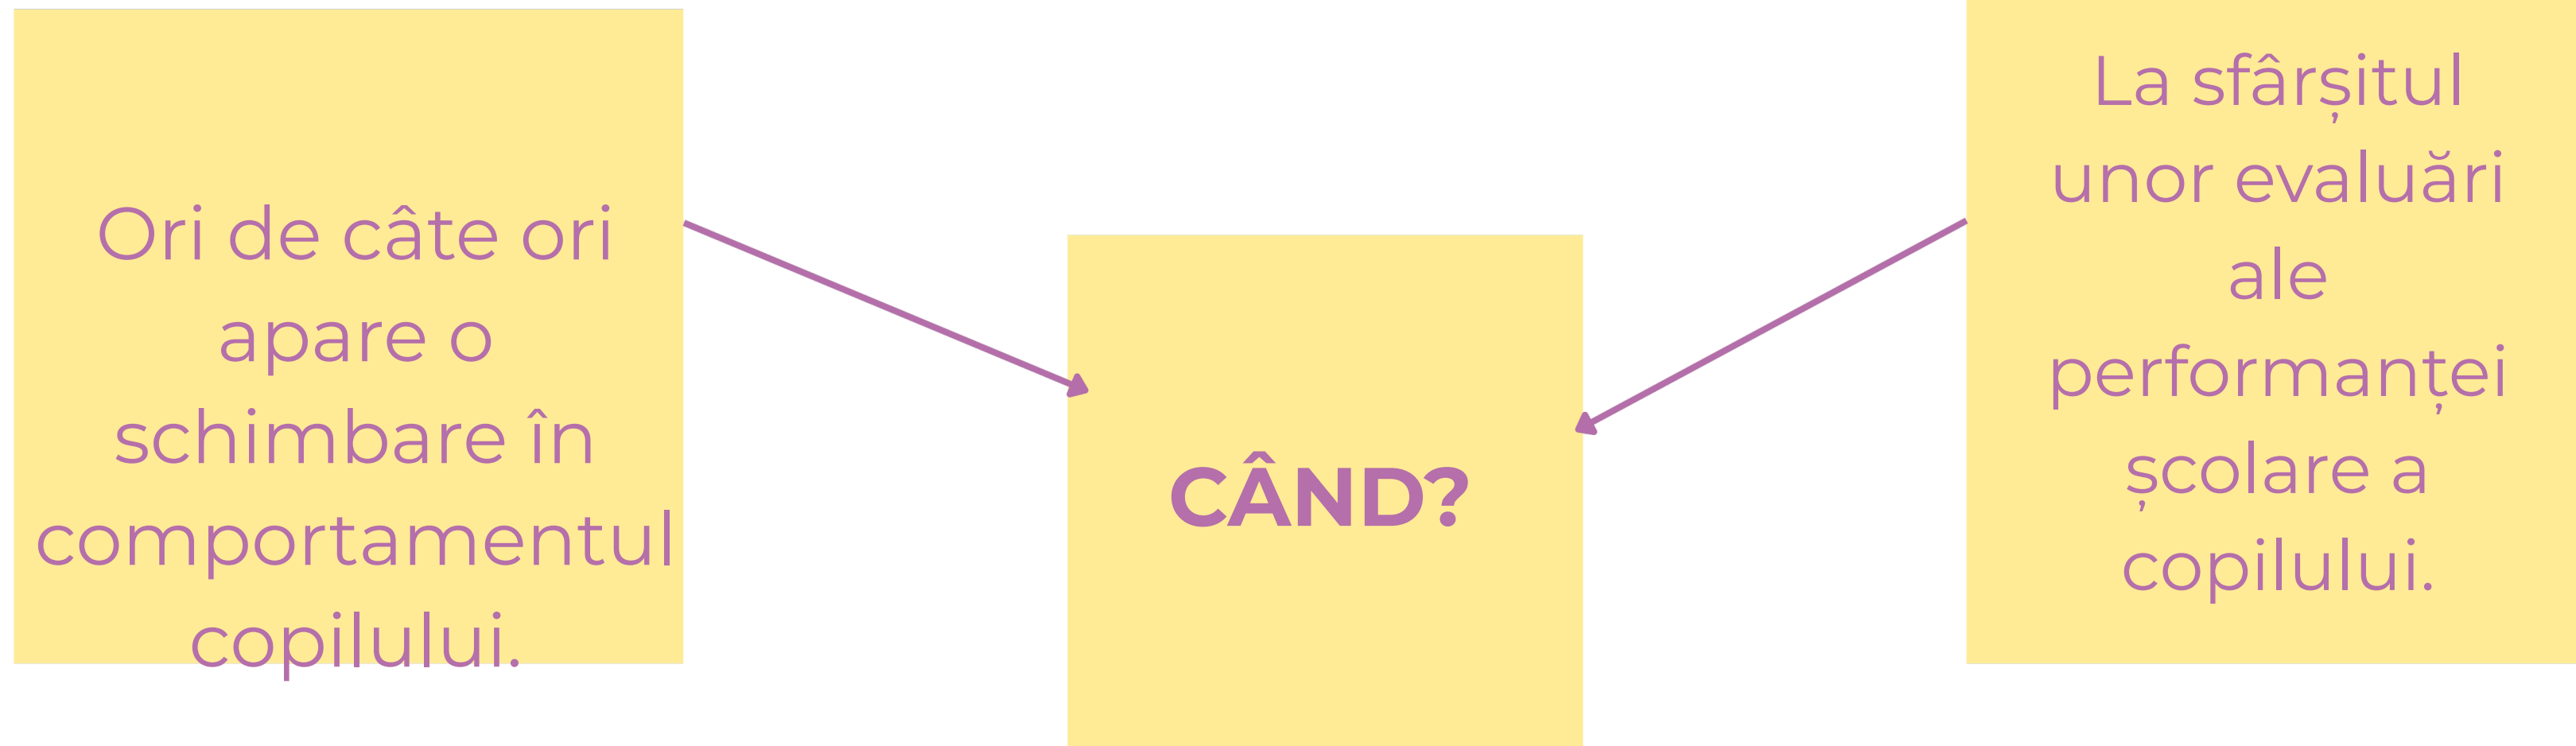 Ori de câte ori
apare o
schimbare în
comportamentul
copilului.
CÂND?
La sfârșitul
unor evaluări
ale
performanței
școlare a
copilului.